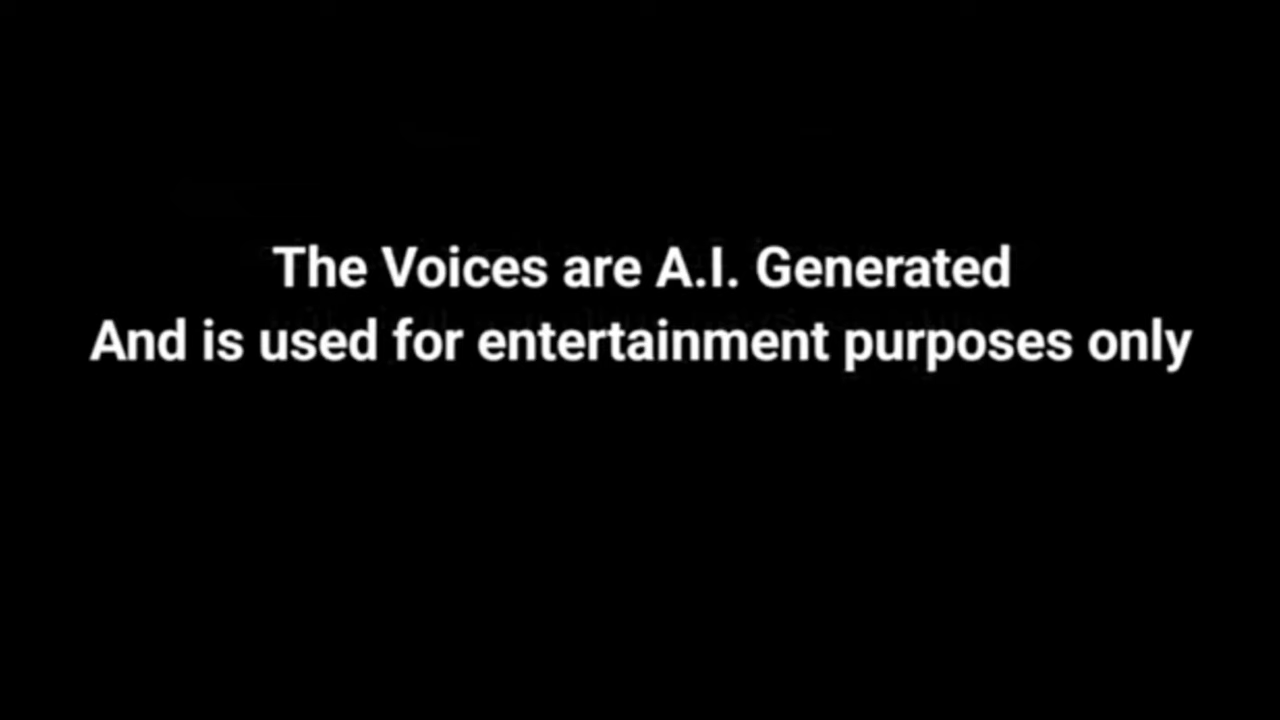 The Voices are A.I. Generated
And is used for entertainment purposes only